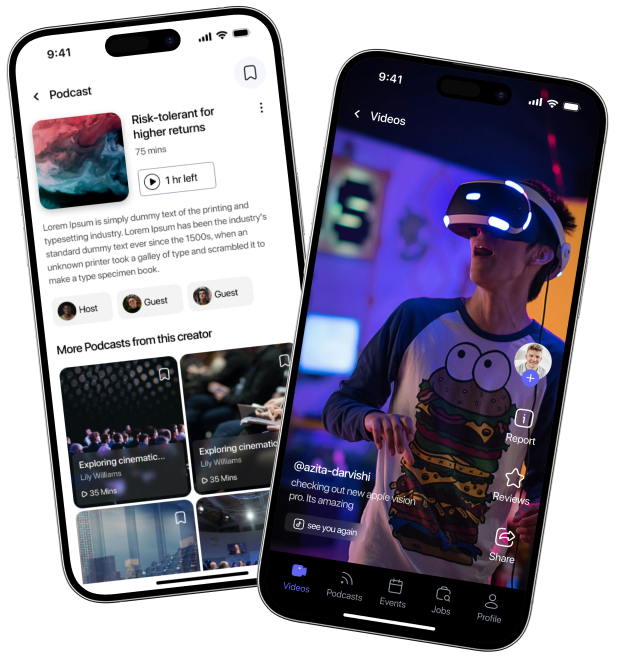 9:41
Podcast
Risk-tolerant for
higher returns
75 mins
1 hr left
Lorem Ipsum is simply dummy text of the printing and
typesetting industry. Lorem Ipsum has been the industry's
standard dummy text ever since the 1500s, when an
unknown printer took a galley of type and scrambled it to
make a type specimen book.
Host
Guest
Guest
More Podcasts from this creator
Exploring cinematic...
Lily Williams
35 Mins
Exploring cinematic
Lily Williams
35 Mins
9:41
Videos
Report
Reviews
Share
@azita-darvishi
checking out new apple vision
pro. Its amazing
see you again
Videos
Podcasts
Events
Jobs
Profile